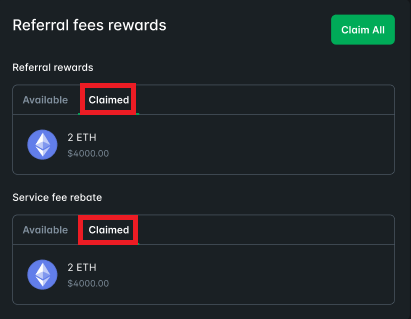 Referral fees rewards
Claim All
Referral rewards
Available Claimed
2 ETH
$4000.00
Service fee rebate
Available Claimed
2 ETH
$4000.00